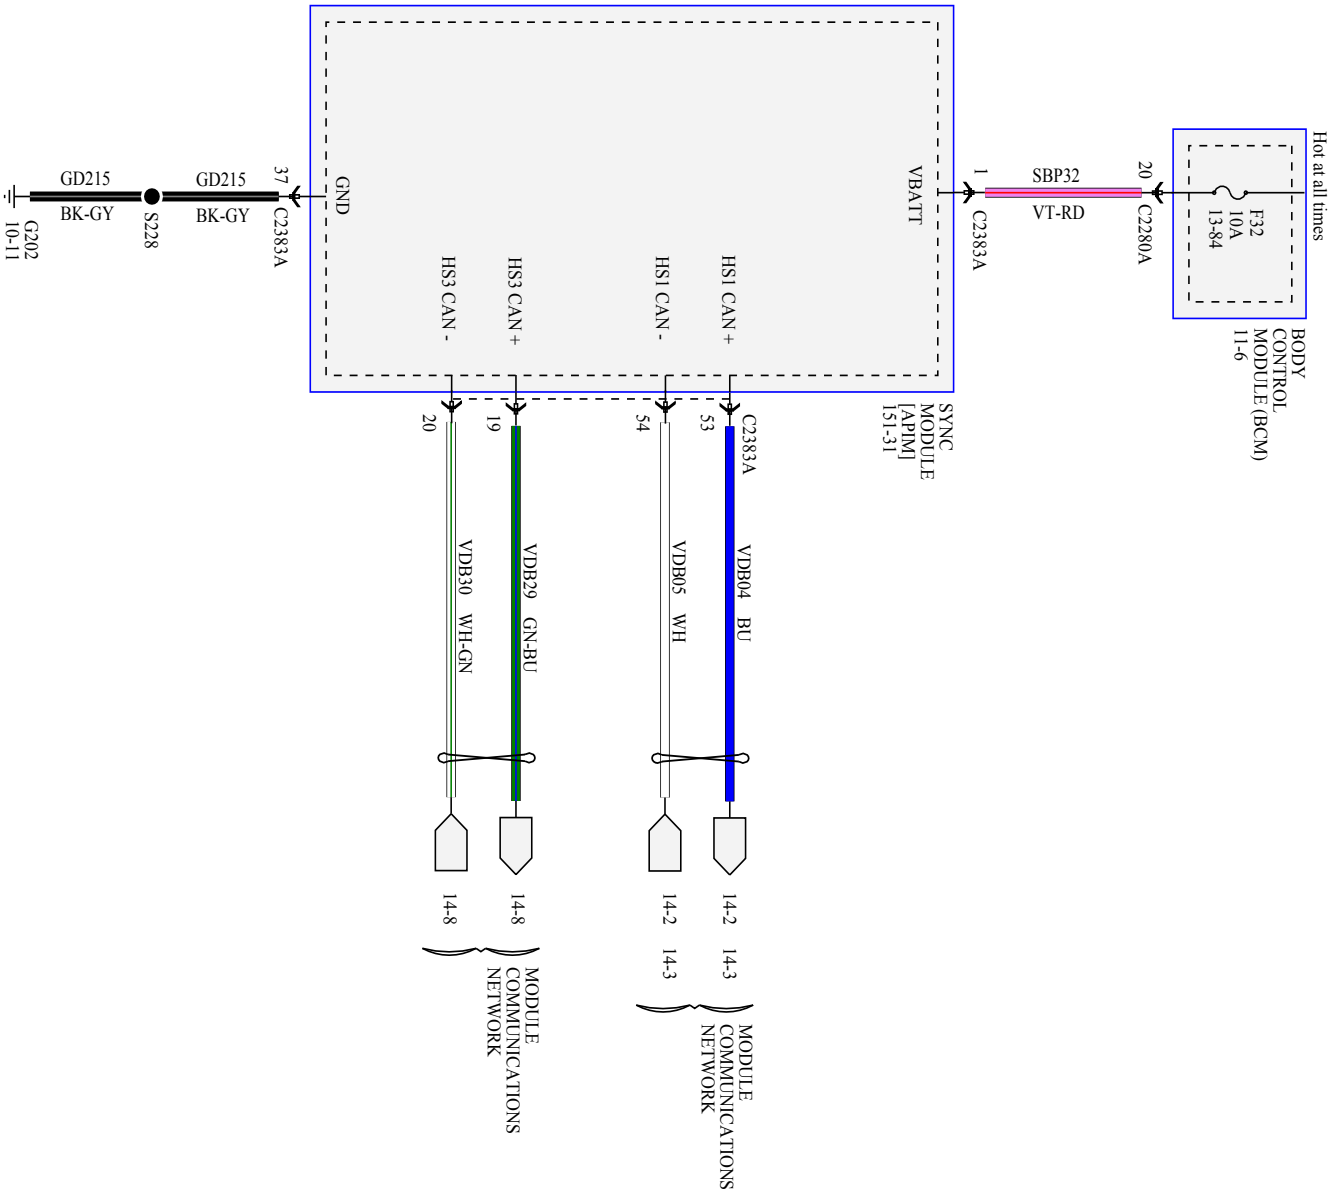 Hot at all times
BODY
CONTROL
MODULE (BCM)
11-6
F32
10A
13-84
20
C2280A
SBP32
VT-RD
1
C2383A
VBATT
SYNC
MODULE
[APIM]
151-31
HS1 CAN +
HS1 CAN -
HS3 CAN +
HS3 CAN -
C2383A
53
54
19
20
VDB04
BU
VDB05
WH
VDB29
GN-BU
VDB30
WH-GN
14-2
14-3
14-2
14-3
MODULE
COMMUNICATIONS
NETWORK
14-8
14-8
MODULE
COMMUNICATIONS
NETWORK
GND
37
C2383A
GD215
BK-GY
S228
GD215
BK-GY
G202
10-11